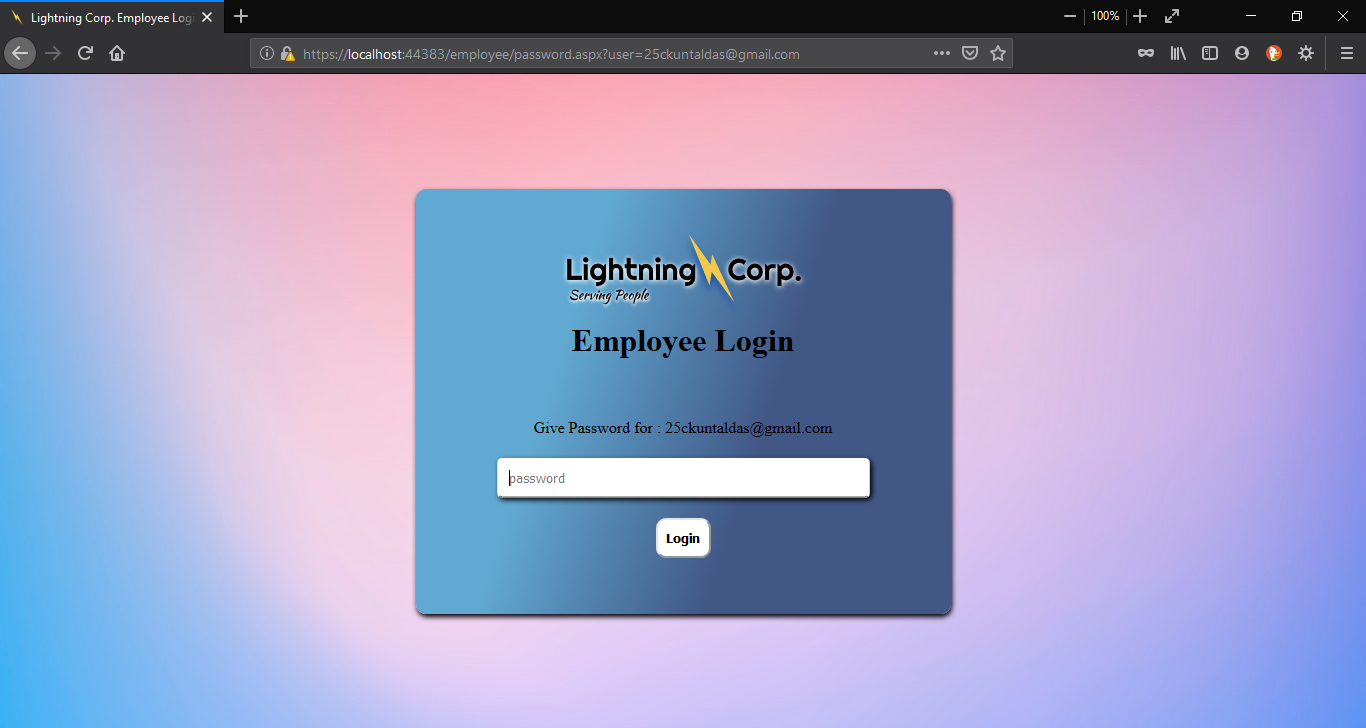 Lightning Corp. Employee Logi
100%
https://localhost:44383/employee/password.aspx?user=25ckuntaldas@gmail.com
Lightning Corp.
Serving People
Employee Login
Give Password for : 25ckuntaldas@gmail.com
password
Login